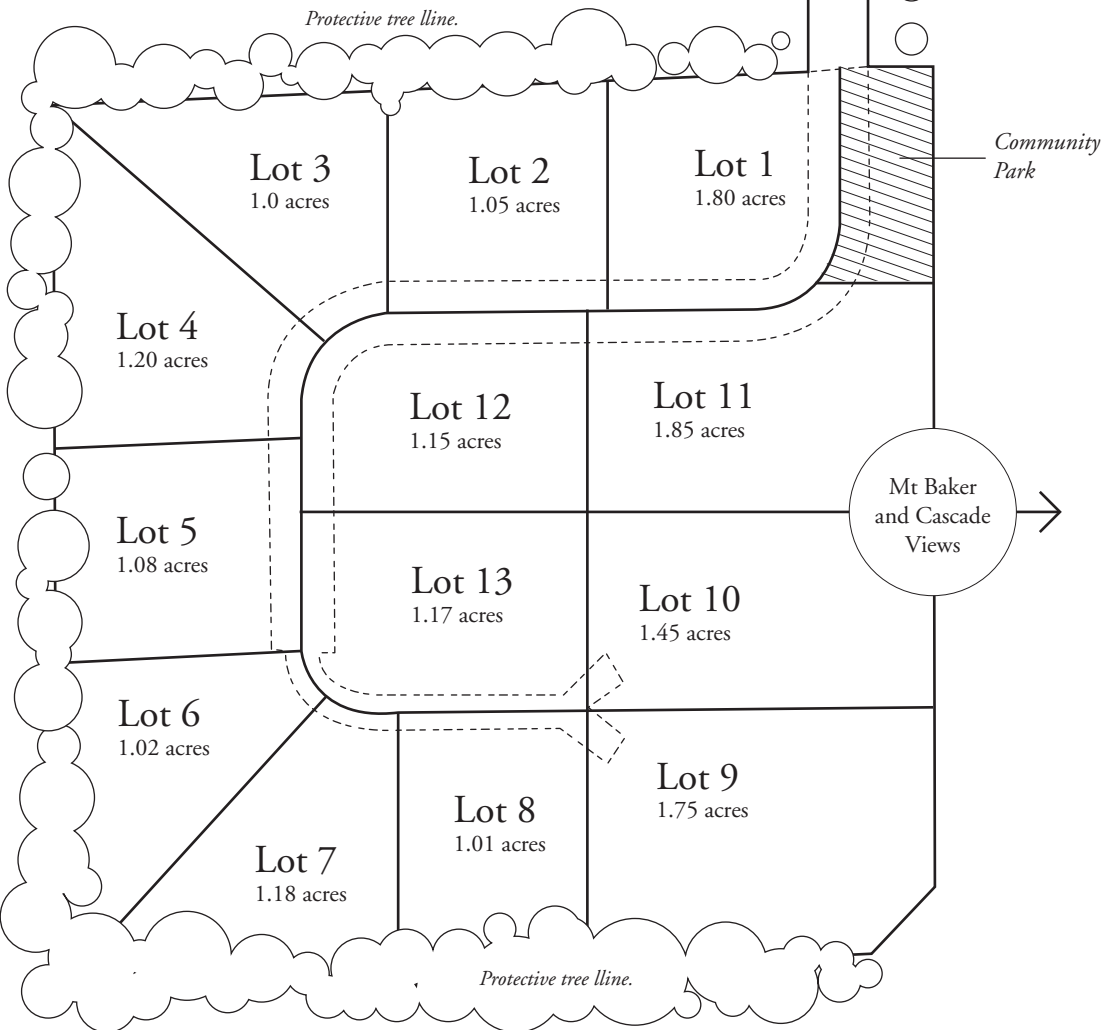 Protective tree lline.
Lot 3
1.0 acres
Lot 2
1.05 acres
Lot 1
1.80 acres
Community
Park
Lot 4
1.20 acres
Lot 12
1.15 acres
Lot 11
1.85 acres
Mt Baker
and Cascade
Views
Lot 5
1.08 acres
Lot 13
1.17 acres
Lot 10
1.45 acres
Lot 6
1.02 acres
Lot 9
1.75 acres
Lot 8
1.01 acres
Lot 7
1.18 acres
Protective tree lline.